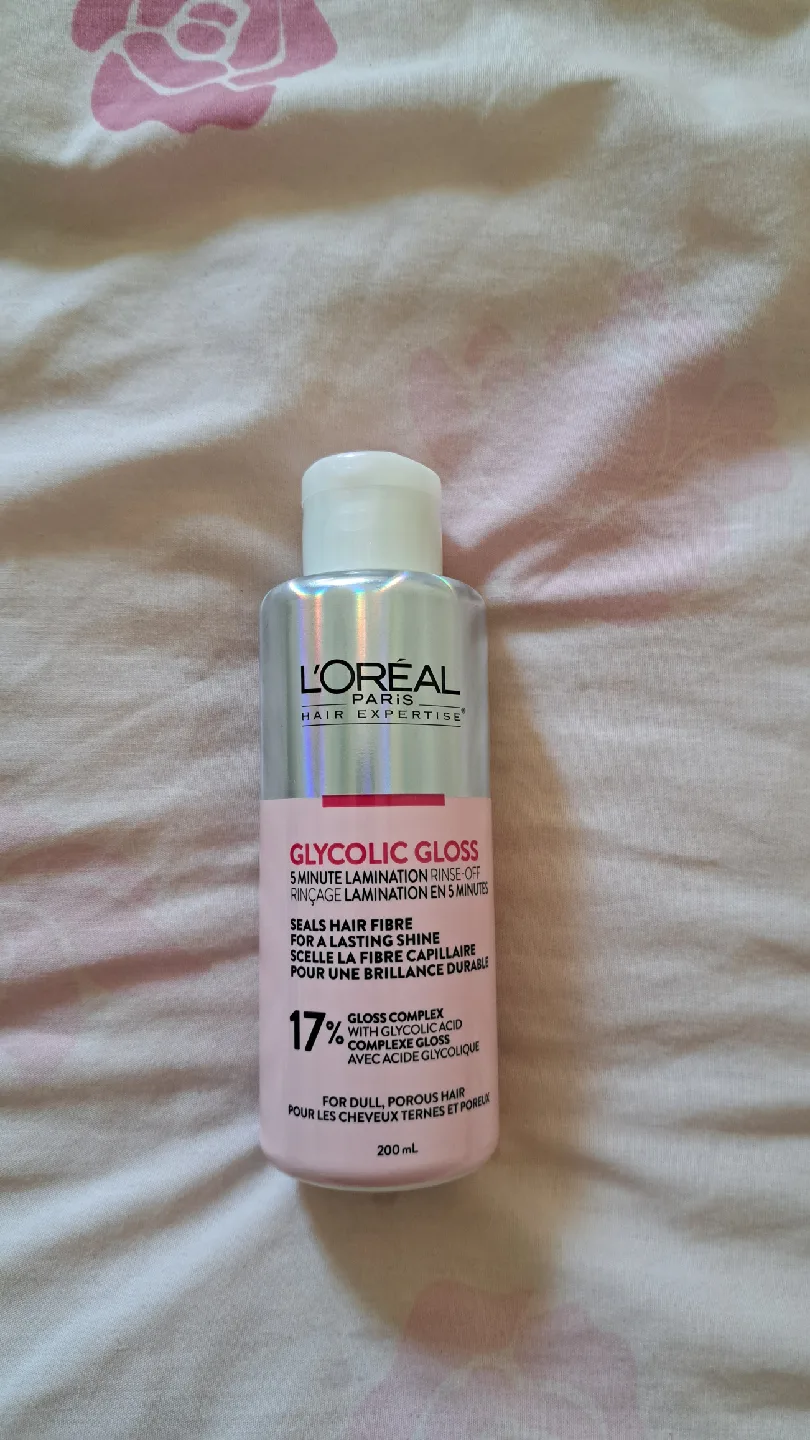 L'ORÉAL
PARiS
HAIR EXPERTISE®
GLYCOLIC GLOSS
5 MINUTE LAMINATION RINSE-OFF
RINÇAGE LAMINATION EN 5 MINUTES
SEALS HAIR FIBRE
FOR A LASTING SHINE
SCELLE LA FIBRE CAPILLAIRE
POUR UNE BRILLANCE DURABLE
17% GLOSS COMPLEX
WITH GLYCOLIC ACID
COMPLEXE GLOSS
AVEC ACIDE GLYCOLIQUE
FOR DULL, POROUS HAIR
POUR LES CHEVEUX TERNES ET POREUX
200 mL